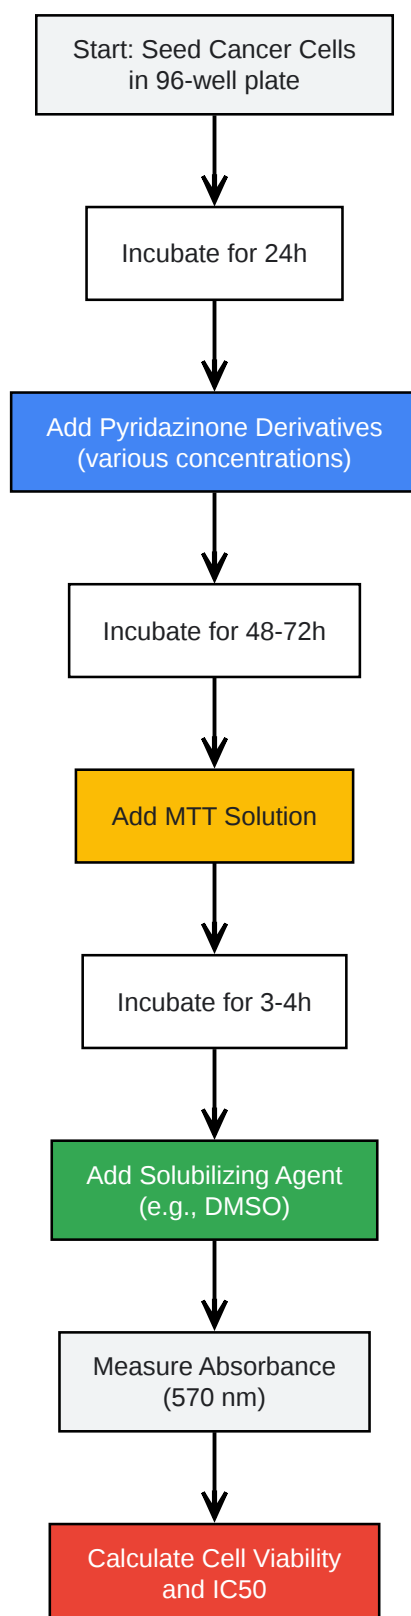 Start: Seed Cancer Cells
in 96-well plate
Incubate for 24h
Add Pyridazinone Derivatives
(various concentrations)
Incubate for 48-72h
Add MTT Solution
Incubate for 3-4h
Add Solubilizing Agent
(e.g., DMSO)
Measure Absorbance
(570 nm)
Calculate Cell Viability
and IC50